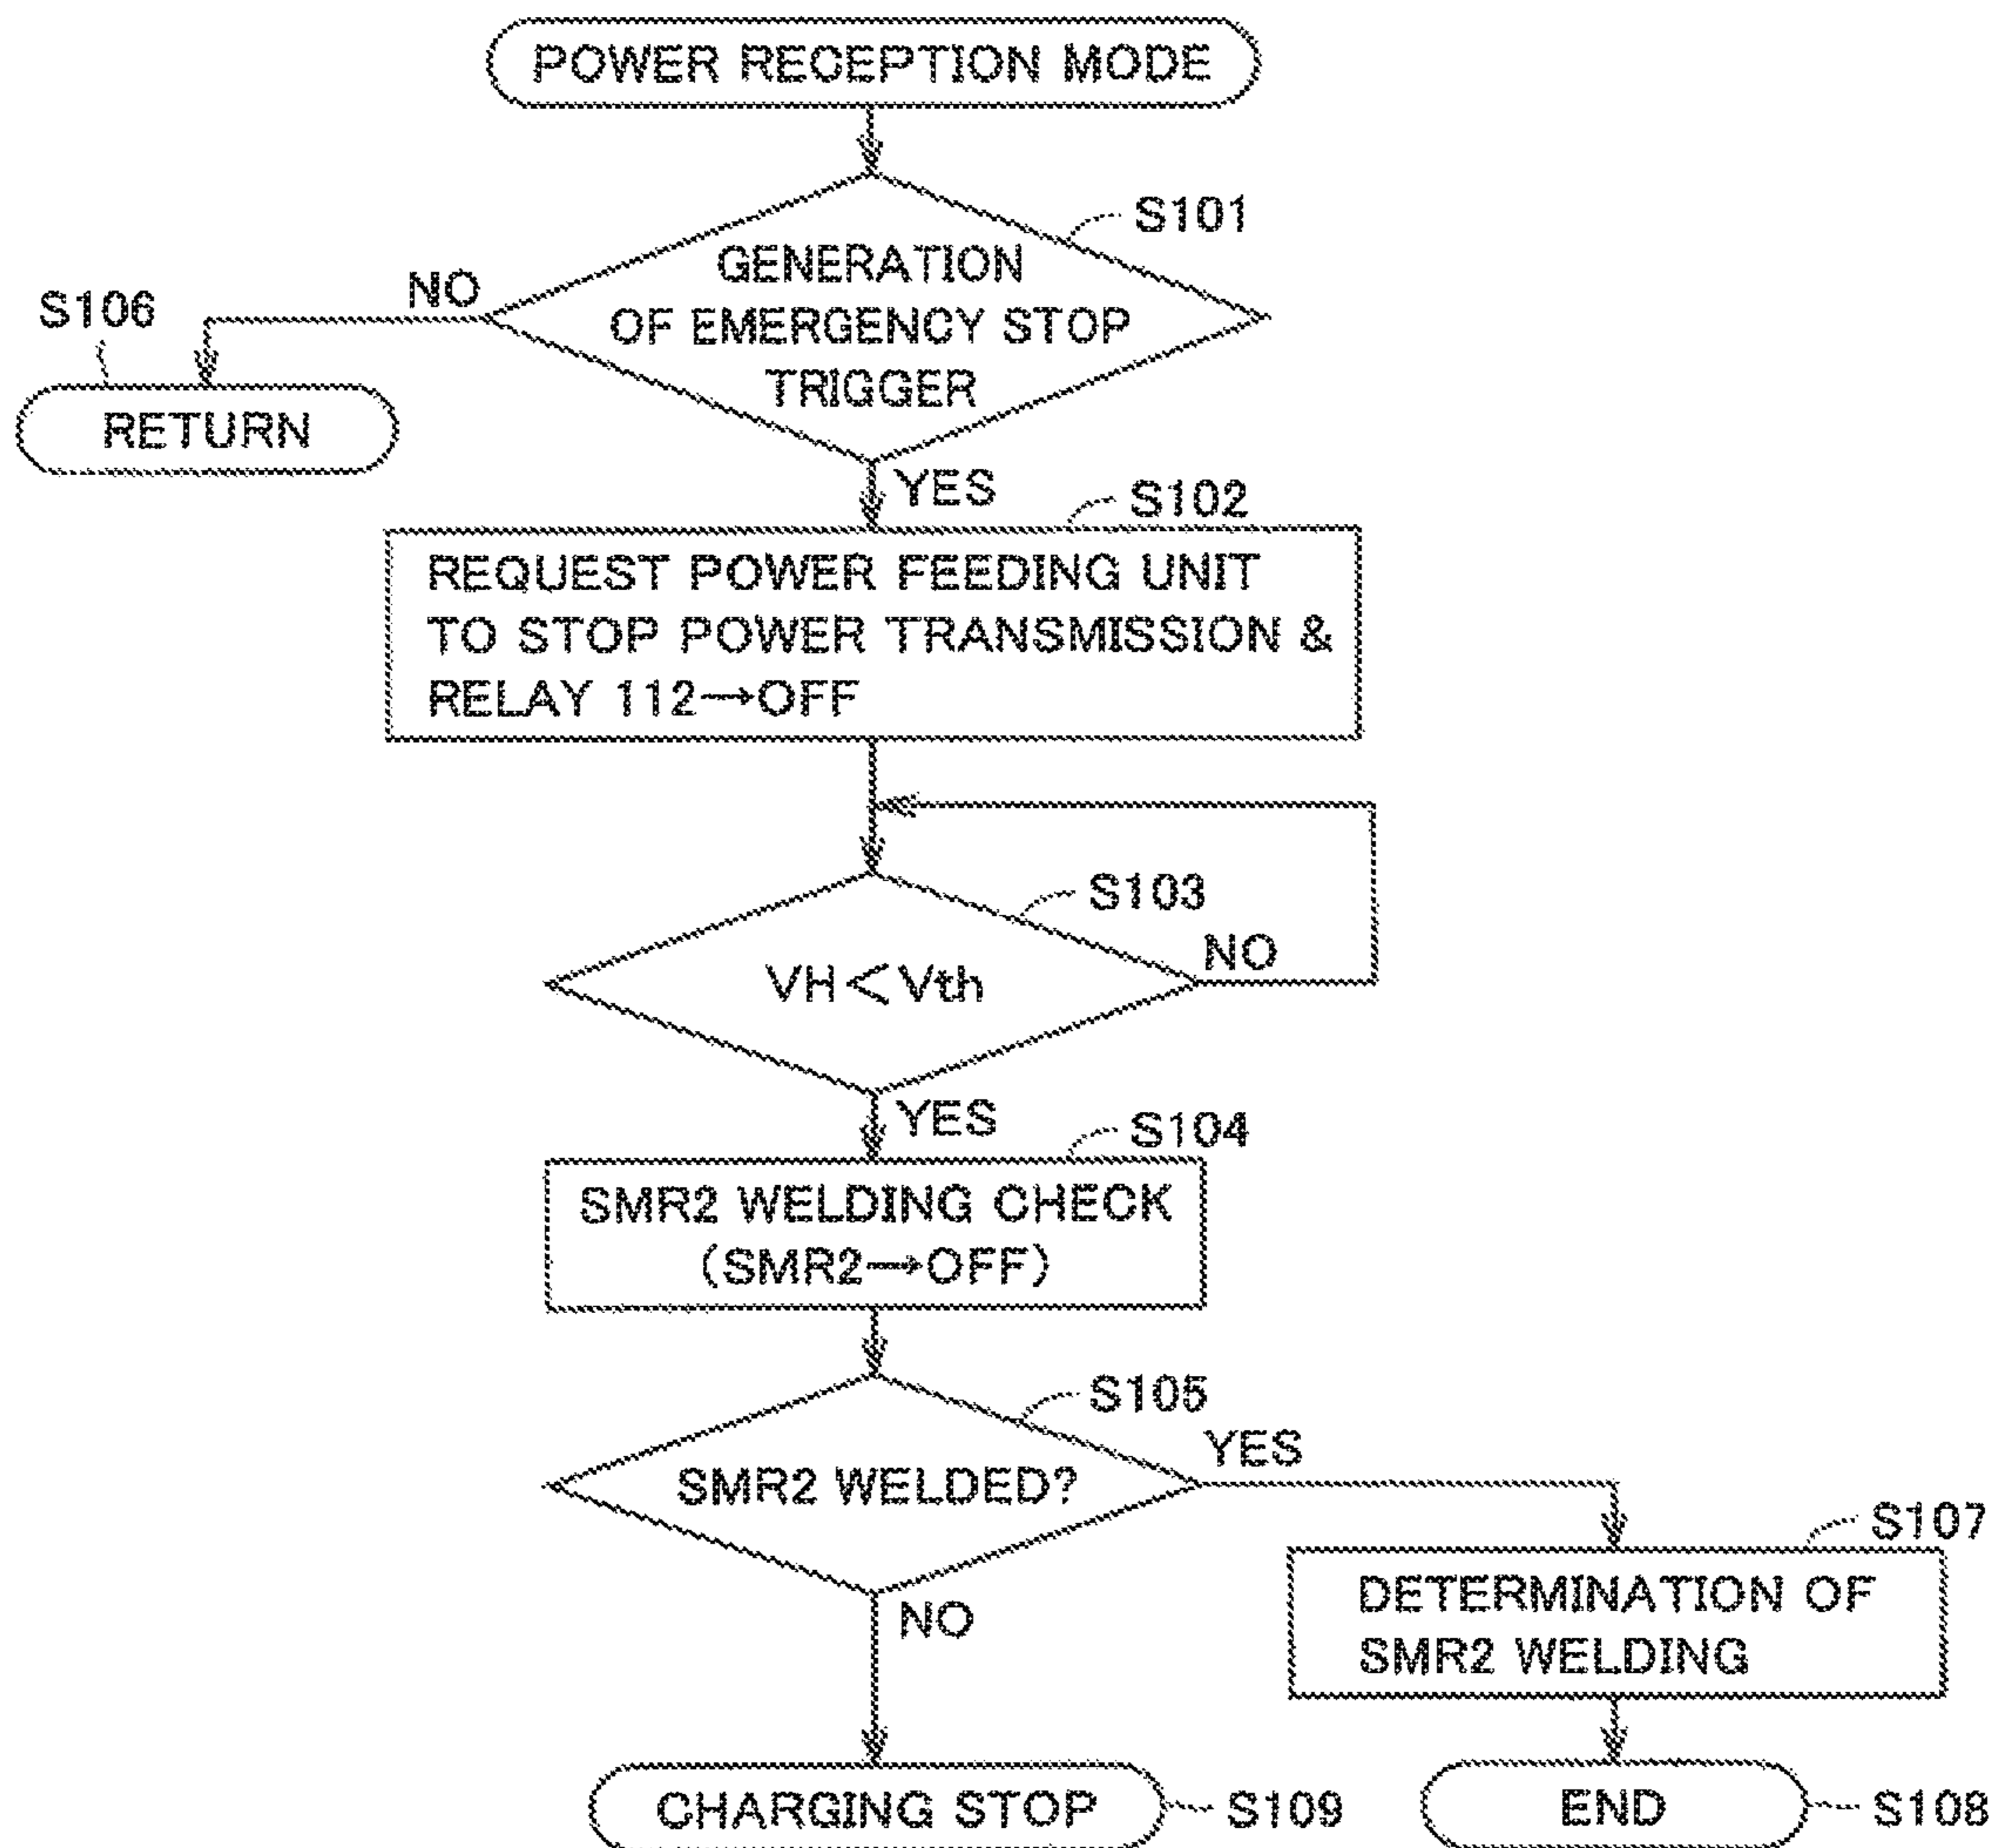 POWER RECEPTION MODE
S101
GENERATION
OF EMERGENCY STOP
TRIGGER
NO
S106
RETURN
YES
S102
REQUEST POWER FEEDING UNIT
TO STOP POWER TRANSMISSION &
RELAY 112→OFF
S103
VH<Vth
NO
YES
S104
SMR2 WELDING CHECK
(SMR2→OFF)
S105
SMR2 WELDED?
YES
S107
DETERMINATION OF
SMR2 WELDING
NO
CHARGING STOP
S109
END
S108